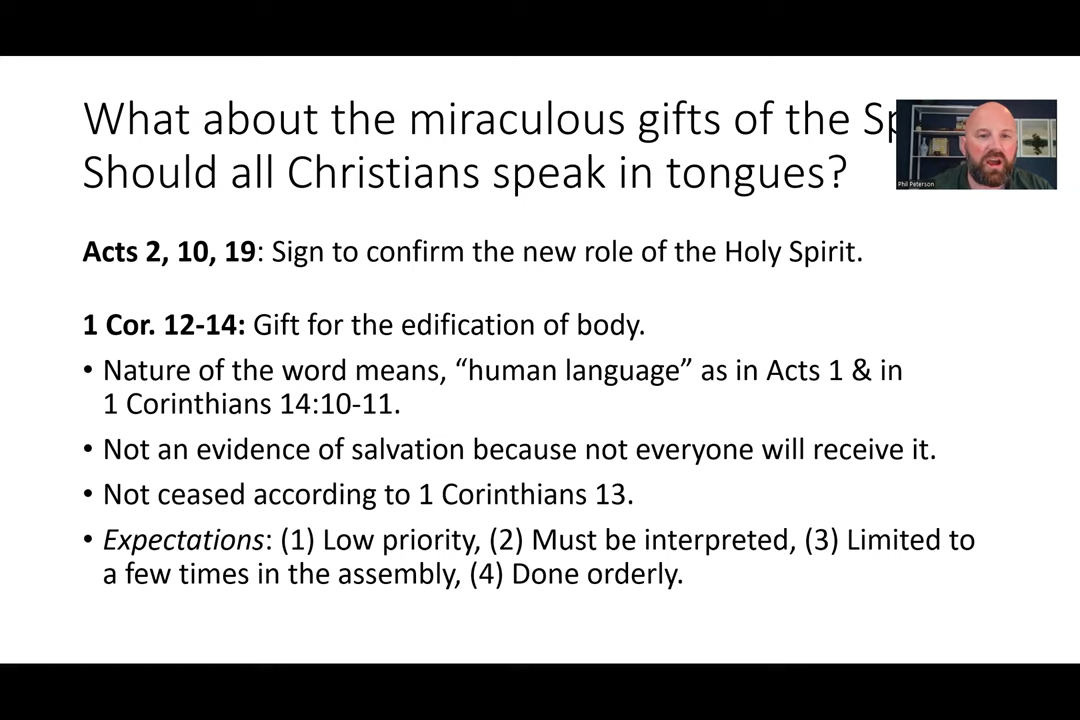 What about the miraculous gifts of the
Should all Christians speak in tongues?
Phil Peterson
Acts 2, 10, 19: Sign to confirm the new role of the Holy Spirit.
1 Cor. 12-14: Gift for the edification of body.
• Nature of the word means, “human language” as in Acts 1 & in
1 Corinthians 14:10-11.
• Not an evidence of salvation because not everyone will receive it.
• Not ceased according to 1 Corinthians 13.
• Expectations: (1) Low priority, (2) Must be interpreted, (3) Limited to
a few times in the assembly, (4) Done orderly.